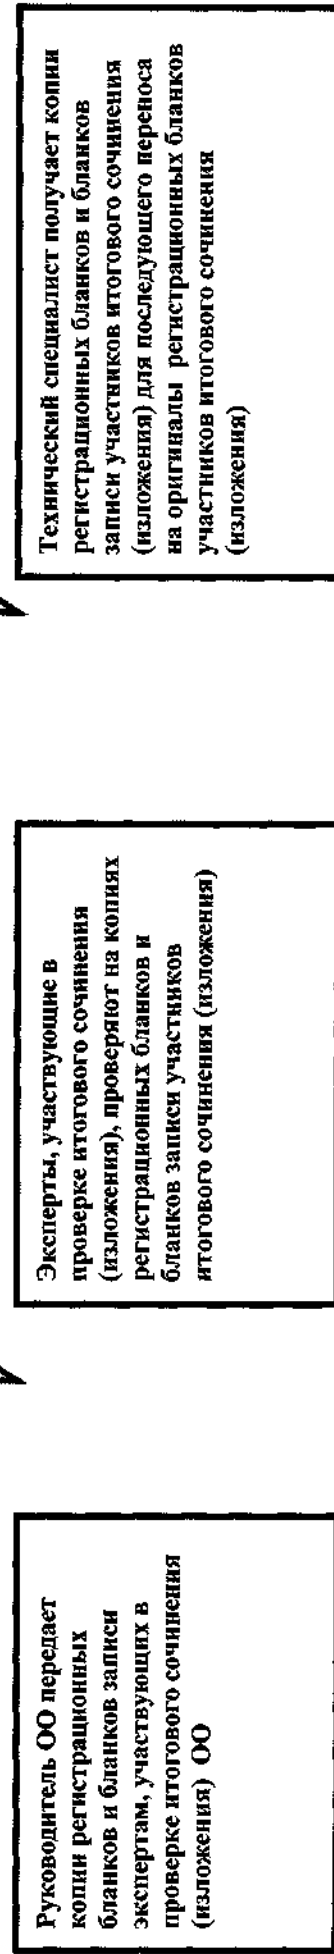 Руководитель ОО передает
копии регистрационных
бланков и бланков записи
экспертам, участвующих в
проверке итогового сочинения
(изложения) ОО
Эксперты, участвующие в
проверке итогового сочинения
(изложения), проверяют на копиях
регистрационных бланков и
бланков записи участников
итогового сочинения (изложения)
Технический специалист получает копии
регистрационных бланков и бланков
записи участников итогового сочинения
(изложения) для последующего переноса
на оригиналы регистрационных бланков
участников итогового сочинения
(изложения)